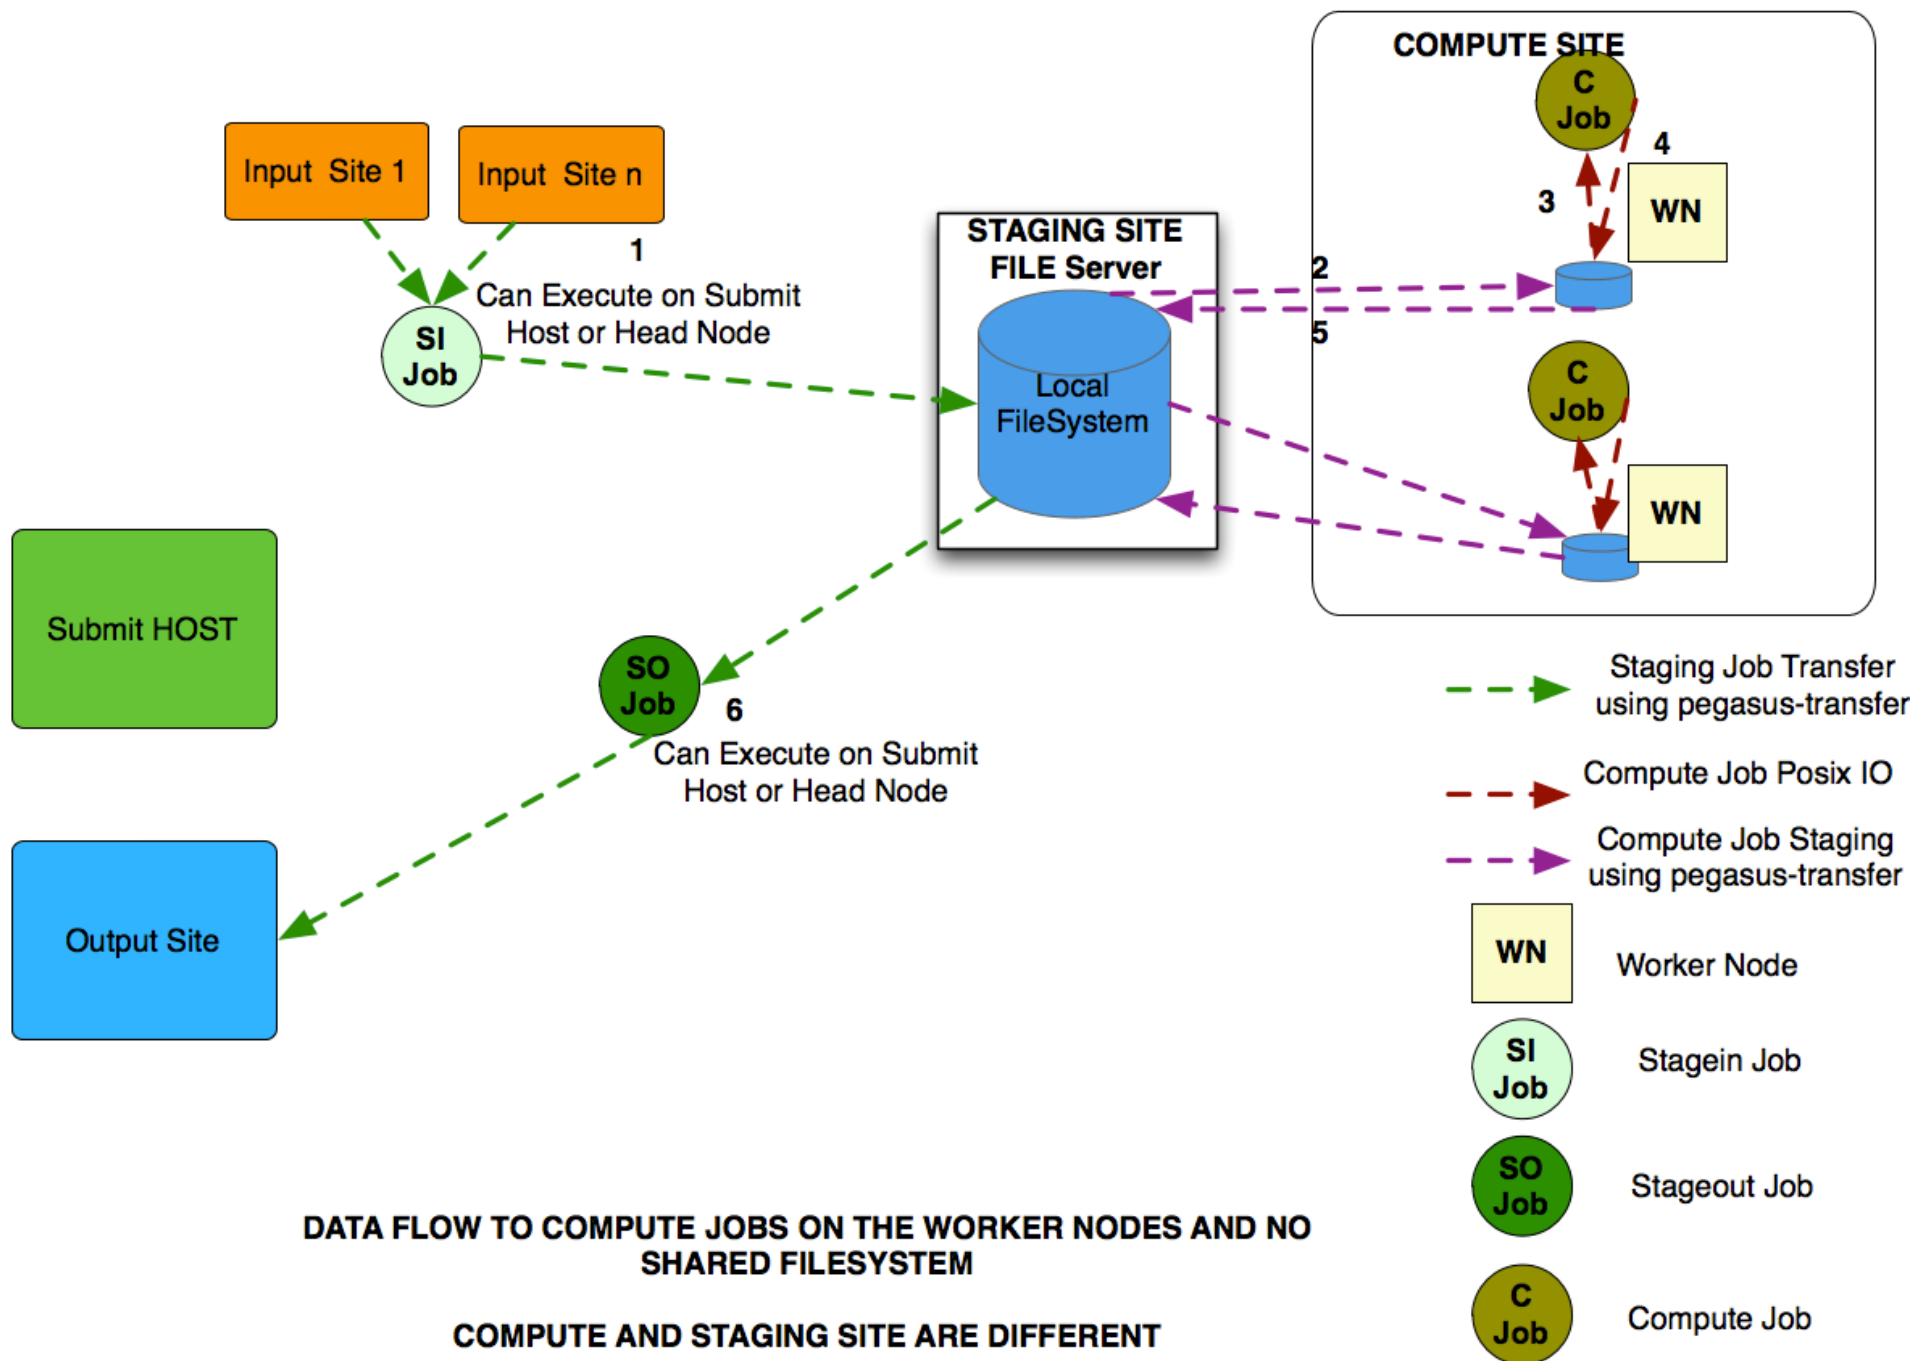 COMPUTE SITE
C
Job
4
3
WN
Input Site 1
Input Site n
1
Can Execute on Submit
Host or Head Node
SI
Job
STAGING SITE
FILE Server
Local
FileSystem
2
5
C
Job
WN
Submit HOST
SO
Job
6
Can Execute on Submit
Host or Head Node
Output Site
Staging Job Transfer
using pegasus-transfer
Compute Job Posix IO
Compute Job Staging
using pegasus-transfer
WN
Worker Node
SI
Job
Stagein Job
SO
Job
Stageout Job
C
Job
Compute Job
DATA FLOW TO COMPUTE JOBS ON THE WORKER NODES AND NO
SHARED FILESYSTEM
COMPUTE AND STAGING SITE ARE DIFFERENT